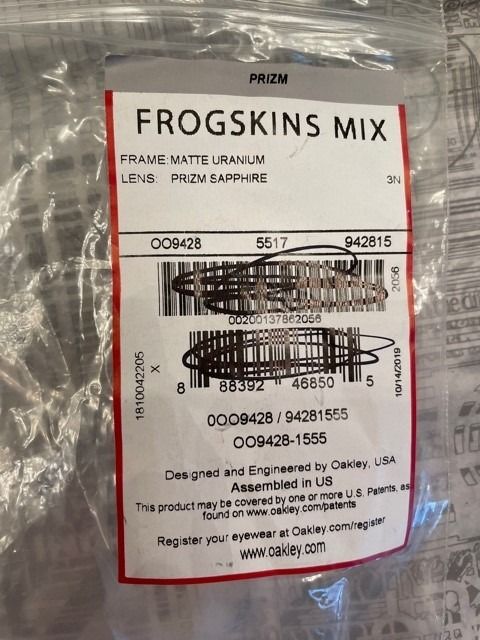 PRIZM
FROGSKINS MIX
FRAME: MATTE URANIUM
LENS: PRIZM SAPPHIRE 3N
OO9428 5517 942815
2056
00200137862056
1810042205
X
8 88392 46850 5
10/14/2019
0OO9428 / 94281555
OO9428-1555
Designed and Engineered by Oakley, USA
Assembled in US
This product may be covered by one or more U.S. Patents, as
found on www.oakley.com/patents
Register your eyewear at Oakley.com/register
www.oakley.com